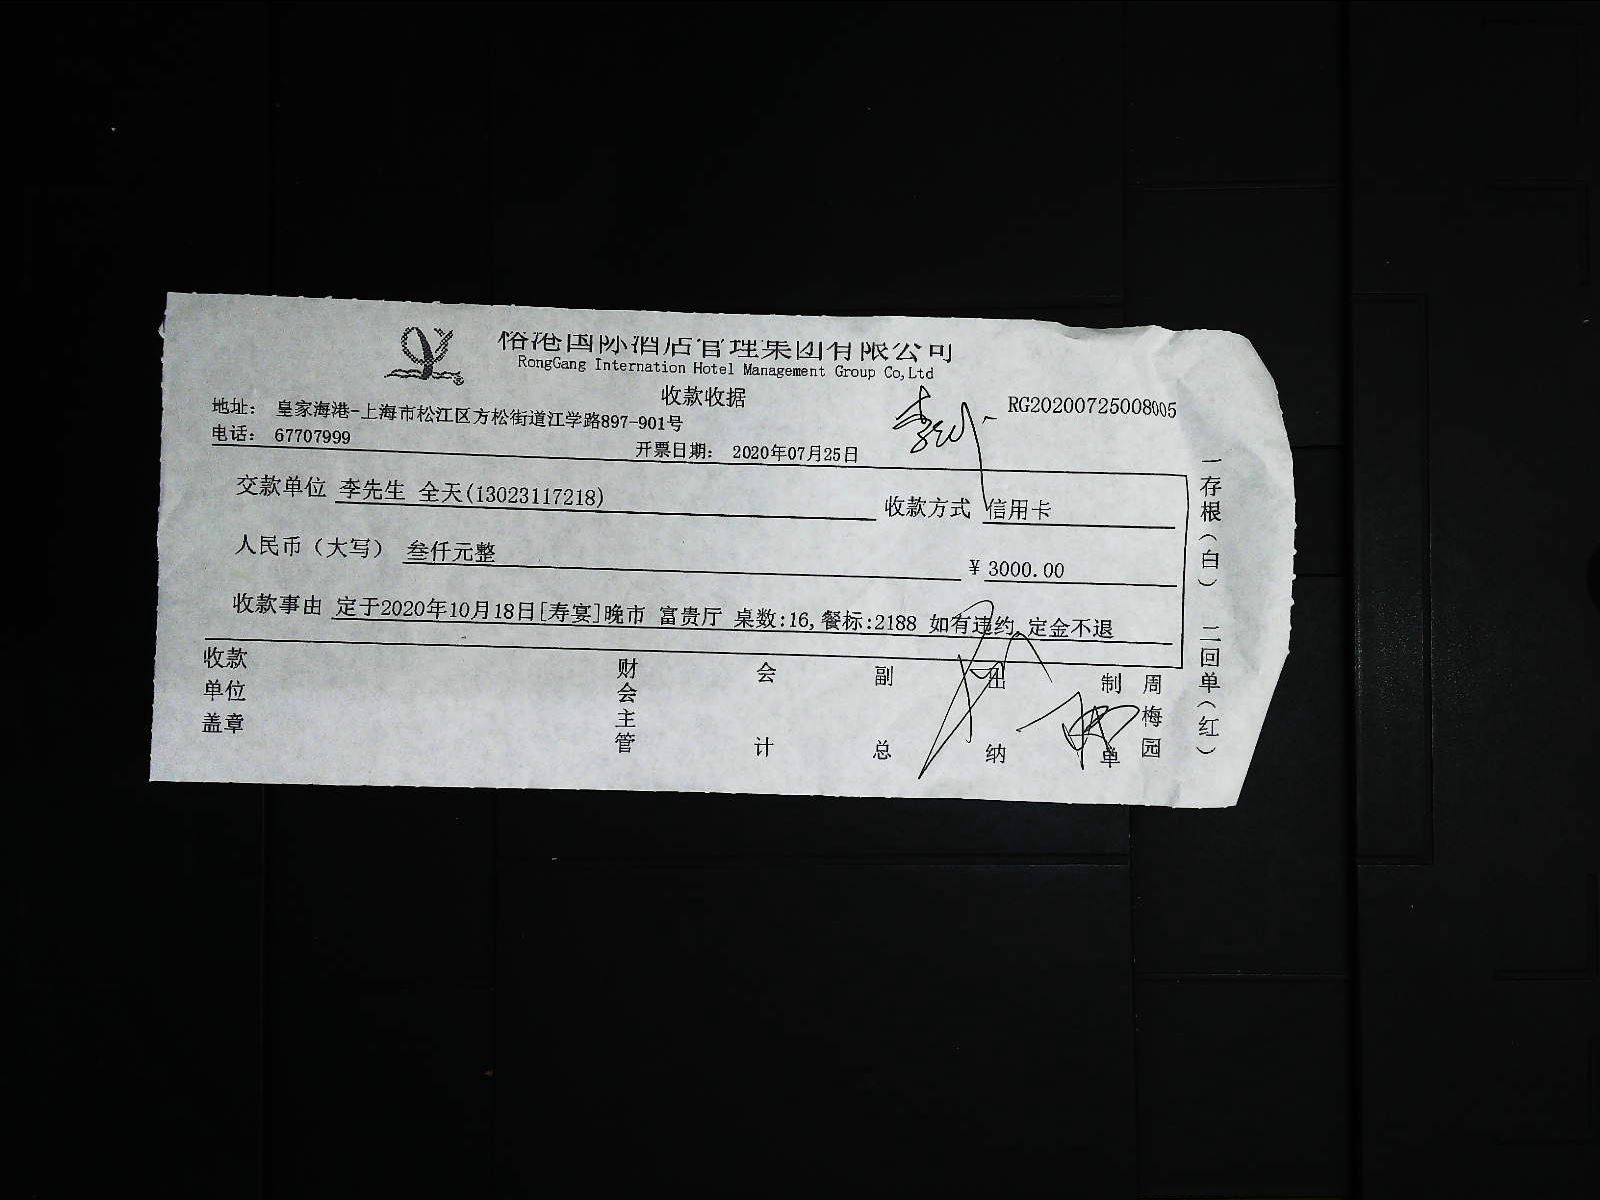 榕港国际酒店管理集团有限公司
RongGang Internation Hotel Management Group Co,Ltd
收款收据
RG20200725008005
地址： 皇家海港-上海市松江区方松街道江学路897-901号
电话： 67707999
开票日期： 2020年07月25日
交款单位 李先生 全天(13023117218)
收款方式 信用卡
人民币（大写） 叁仟元整
¥ 3000.00
收款事由 定于2020年10月18日[寿宴]晚市 富贵厅 桌数:16,餐标:2188 如有违约,定金不退
收款单位盖章
财会主管
会计
副总
出纳
制单
周梅园
一存根（白） 二回单（红）